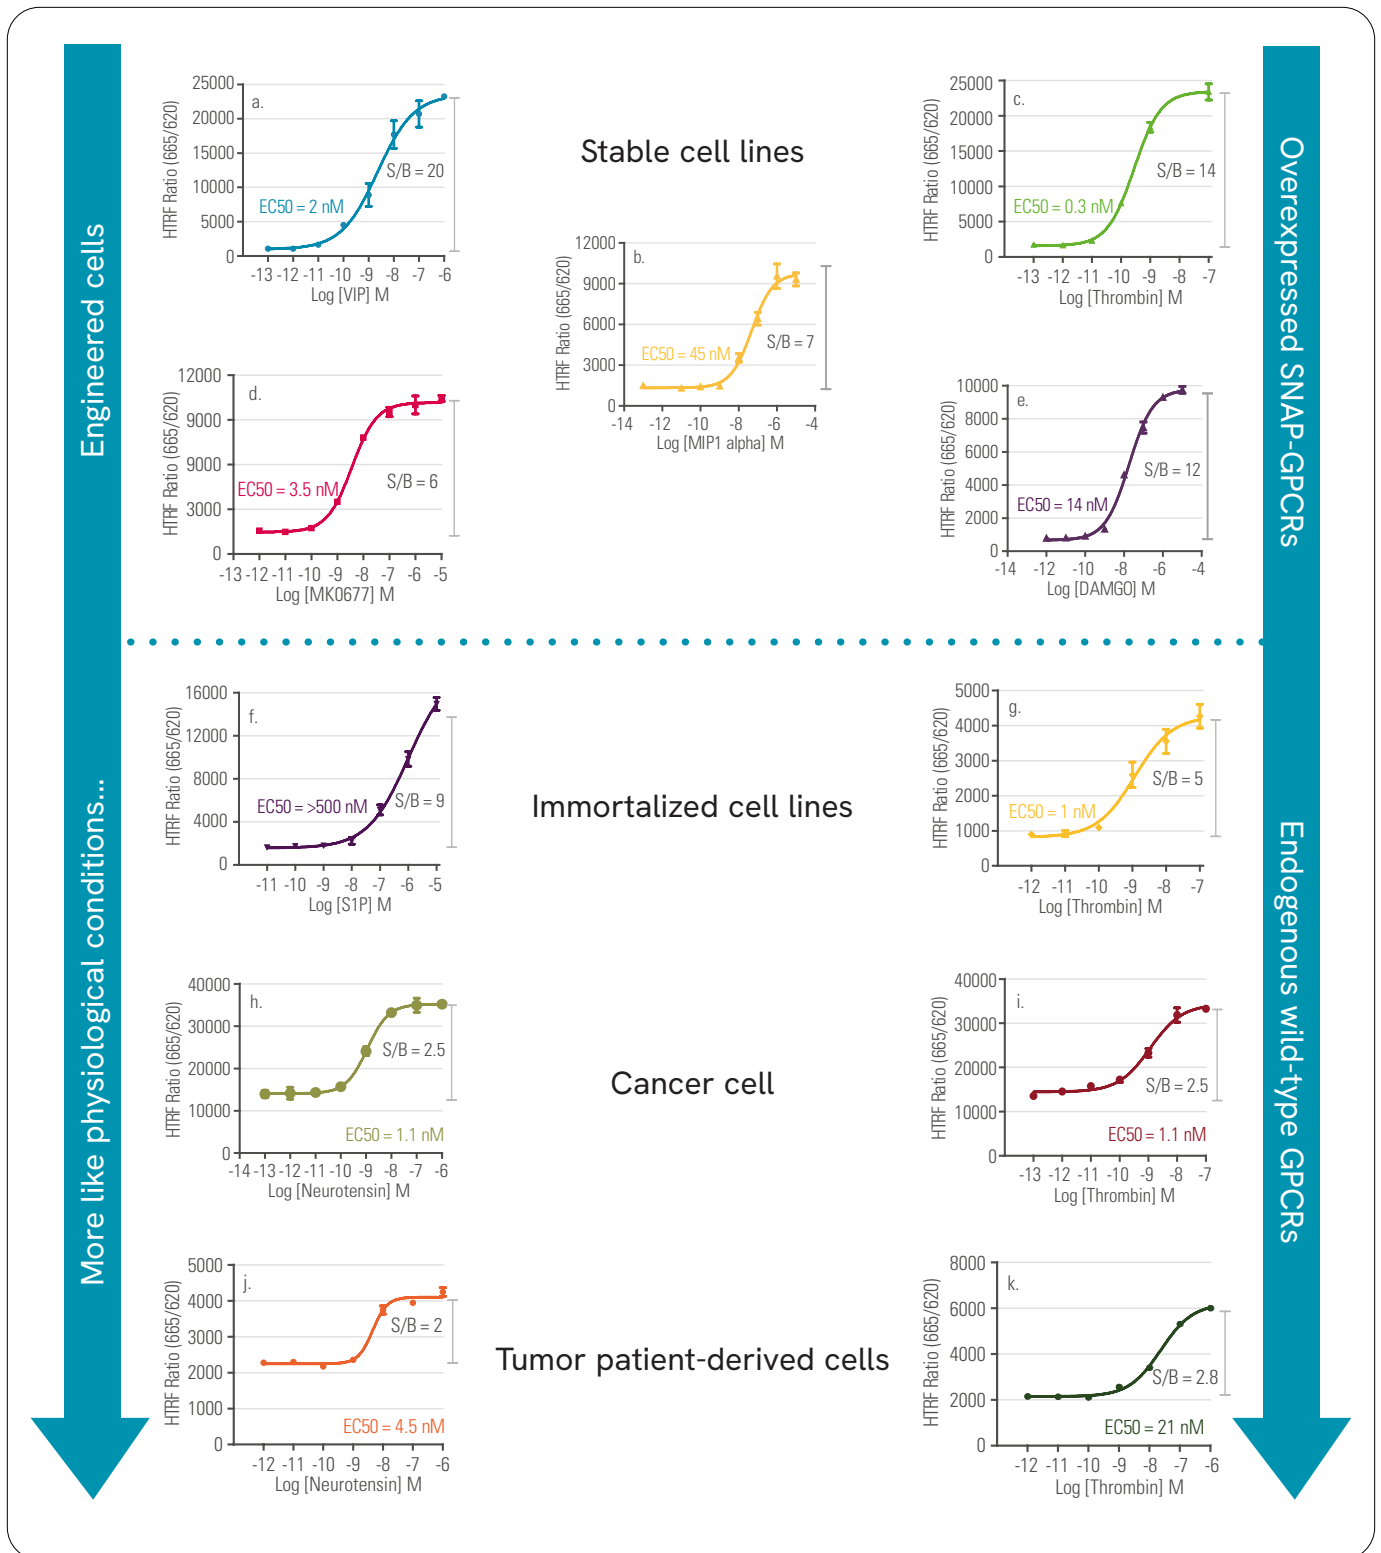 Engineered cells
More like physiological conditions...
Overexpressed SNAP-GPCRs
Endogenous wild-type GPCRs
Stable cell lines
a.
HTRF Ratio (665/620)
25000
20000
15000
10000
5000
0
S/B = 20
EC50 = 2 nM
-13 -12 -11 -10 -9 -8 -7 -6
Log [VIP] M
b.
HTRF Ratio (665/620)
12000
9000
6000
3000
0
S/B = 7
EC50 = 45 nM
-14 -12 -10 -8 -6 -4
Log [MIP1 alpha] M
c.
HTRF Ratio (665/620)
25000
20000
15000
10000
5000
0
S/B = 14
EC50 = 0.3 nM
-13 -12 -11 -10 -9 -8 -7
Log [Thrombin] M
d.
HTRF Ratio (665/620)
12000
9000
9000
3000
0
S/B = 6
EC50 = 3.5 nM
-13 -12 -11 -10 -9 -8 -7 -6 -5
Log [MK0677] M
e.
HTRF Ratio (665/620)
10000
8000
6000
4000
2000
0
S/B = 12
EC50 = 14 nM
-14 -12 -10 -8 -6 -4
Log [DAMGO] M
Immortalized cell lines
f.
HTRF Ratio (665/620)
16000
12000
8000
4000
0
S/B = 9
EC50 = >500 nM
-11 -10 -9 -8 -7 -6 -5
Log [S1P] M
g.
HTRF Ratio (665/620)
5000
4000
3000
2000
1000
0
S/B = 5
EC50 = 1 nM
-12 -11 -10 -9 -8 -7
Log [Thrombin] M
Cancer cell
h.
HTRF Ratio (665/620)
40000
30000
20000
10000
0
S/B = 2.5
EC50 = 1.1 nM
-14 -13 -12 -11 -10 -9 -8 -7 -6
Log [Neurotensin] M
i.
HTRF Ratio (665/620)
40000
30000
20000
10000
0
S/B = 2.5
EC50 = 1.1 nM
-13 -12 -11 -10 -9 -8 -7
Log [Thrombin] M
Tumor patient-derived cells
j.
HTRF Ratio (665/620)
5000
4000
3000
2000
1000
0
S/B = 2
EC50 = 4.5 nM
-12 -11 -10 -9 -8 -7 -6
Log [Neurotensin] M
k.
HTRF Ratio (665/620)
8000
6000
4000
2000
0
S/B = 2.8
EC50 = 21 nM
-12 -11 -10 -9 -8 -7 -6
Log [Thrombin] M